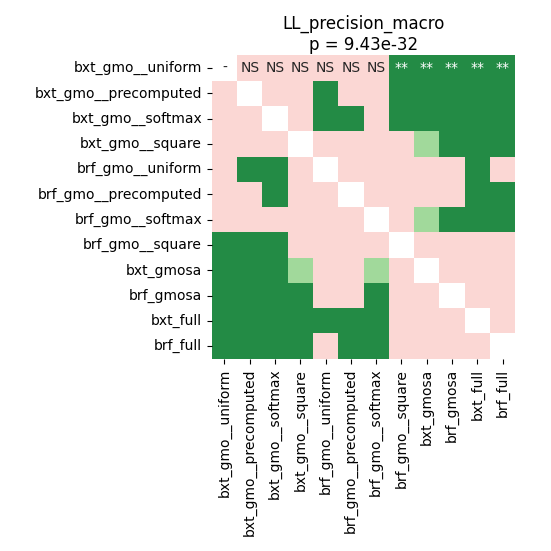 LL_precision_macro
p = 9.43e-32
bxt_gmo__uniform - NS NS NS NS NS NS ** ** ** ** **
bxt_gmo__precomputed
bxt_gmo__softmax
bxt_gmo__square
brf_gmo__uniform
brf_gmo__precomputed
brf_gmo__softmax
brf_gmo__square
bxt_gmosa
brf_gmosa
bxt_full
brf_full
bxt_gmo__uniform
bxt_gmo__precomputed
bxt_gmo__softmax
bxt_gmo__square
brf_gmo__uniform
brf_gmo__precomputed
brf_gmo__softmax
brf_gmo__square
bxt_gmosa
brf_gmosa
bxt_full
brf_full